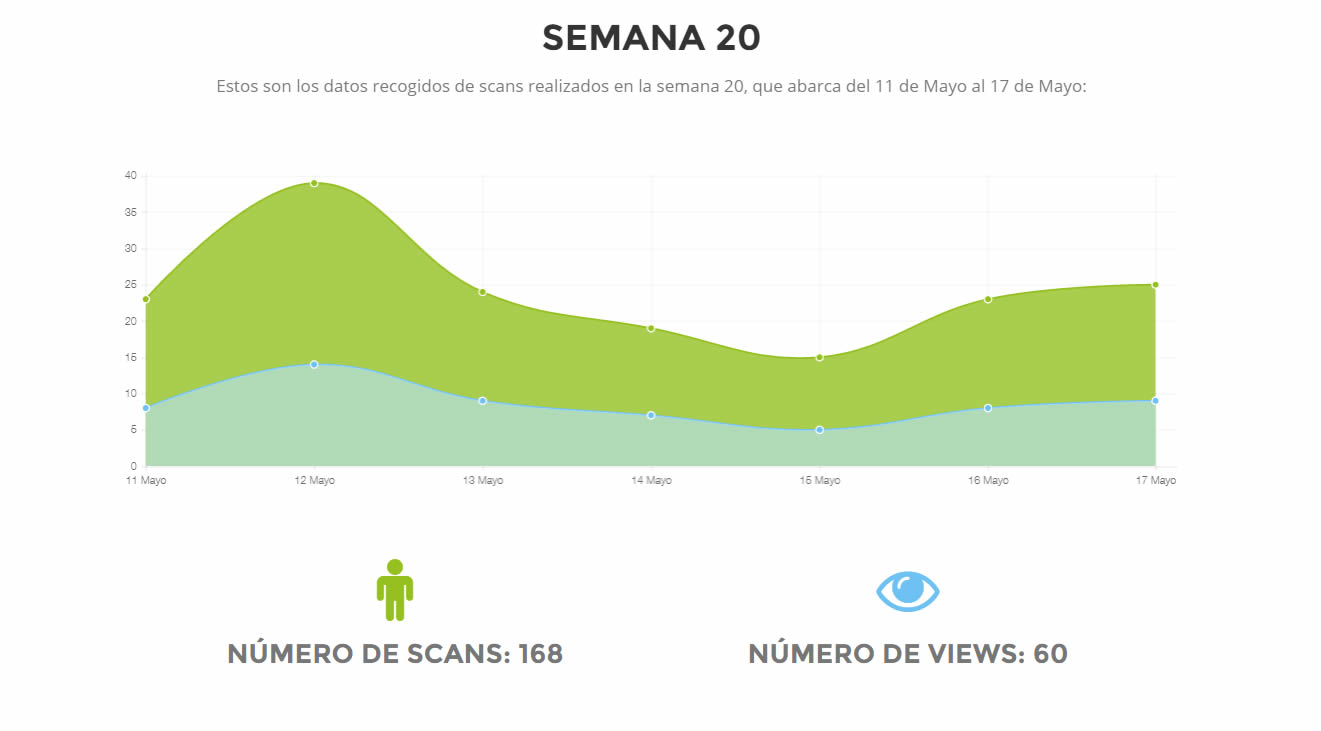 SEMANA 20
Estos son los datos recogidos de scans realizados en la semana 20, que abarca del 11 de Mayo al 17 de Mayo:
40
35
30
25
20
15
10
5
0
11 Mayo 12 Mayo 13 Mayo 14 Mayo 15 Mayo 16 Mayo 17 Mayo
NÚMERO DE SCANS: 168 NÚMERO DE VIEWS: 60